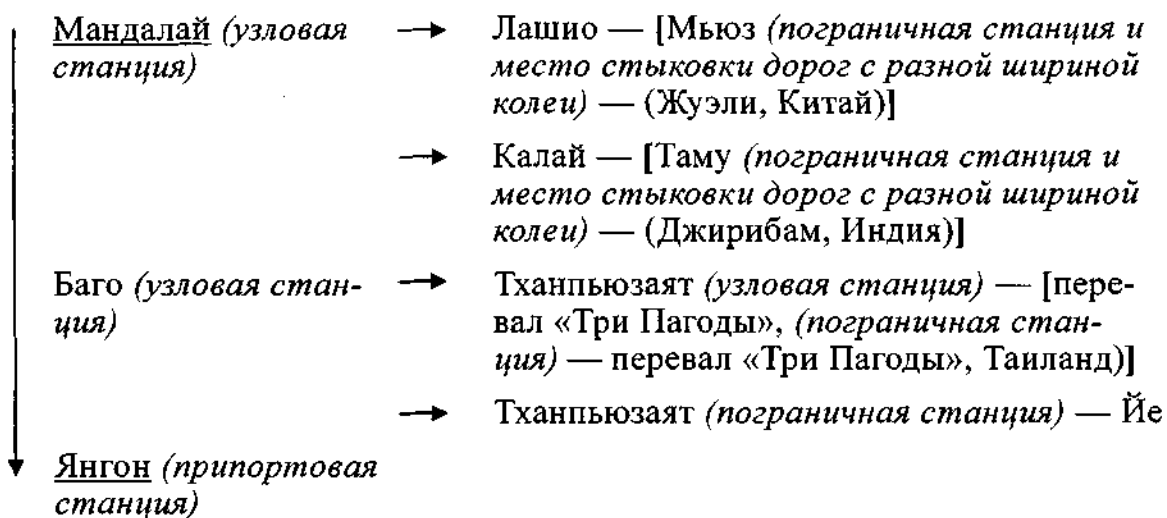 Мандалай (узловая → Лашио — [Мьюз (пограничная станция и
станция) место стыковки дорог с разной шириной
колеи) — (Жуэли, Китай)]
→ Калай — [Таму (пограничная станция и
место стыковки дорог с разной шириной
колеи) — (Джирибам, Индия)]
Баго (узловая стан- → Тханпьюзаят (узловая станция) — [пере-
ция) вал «Три Пагоды», (пограничная стан-
ция) — перевал «Три Пагоды», Таиланд)]
→ Тханпьюзаят (пограничная станция) — Йе
Янгон (припортовая
станция)